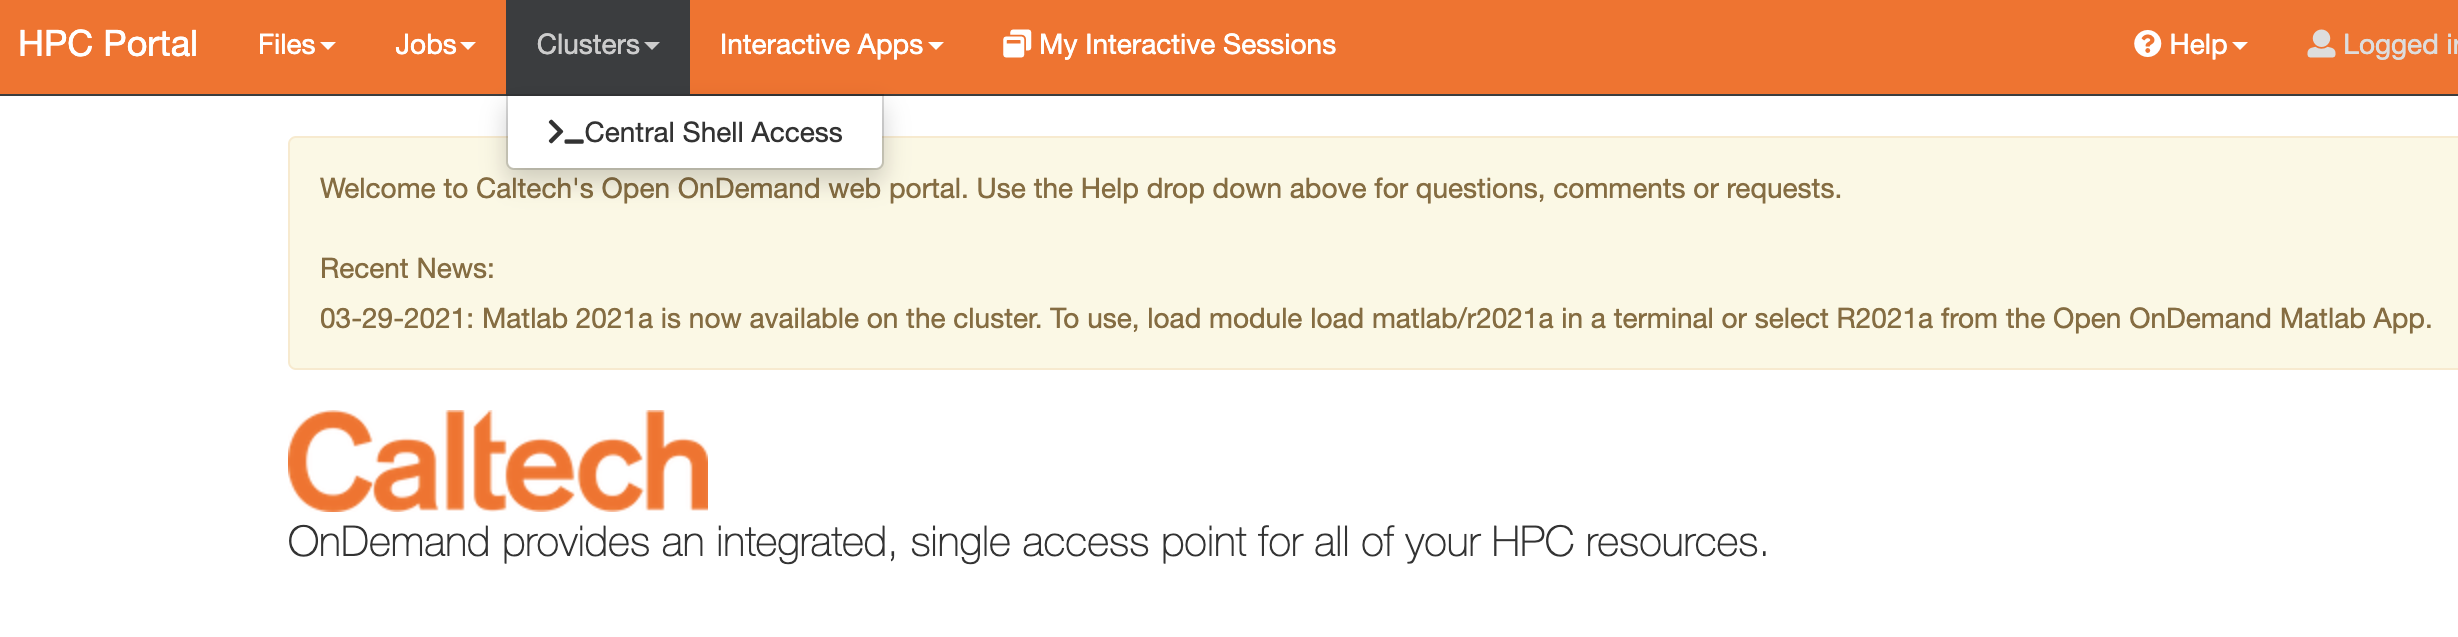 HPC Portal Files Jobs Clusters Interactive Apps My Interactive Sessions Help Logged i
>_Central Shell Access
Welcome to Caltech's Open OnDemand web portal. Use the Help drop down above for questions, comments or requests.
Recent News:
03-29-2021: Matlab 2021a is now available on the cluster. To use, load module load matlab/r2021a in a terminal or select R2021a from the Open OnDemand Matlab App.
Caltech
OnDemand provides an integrated, single access point for all of your HPC resources.